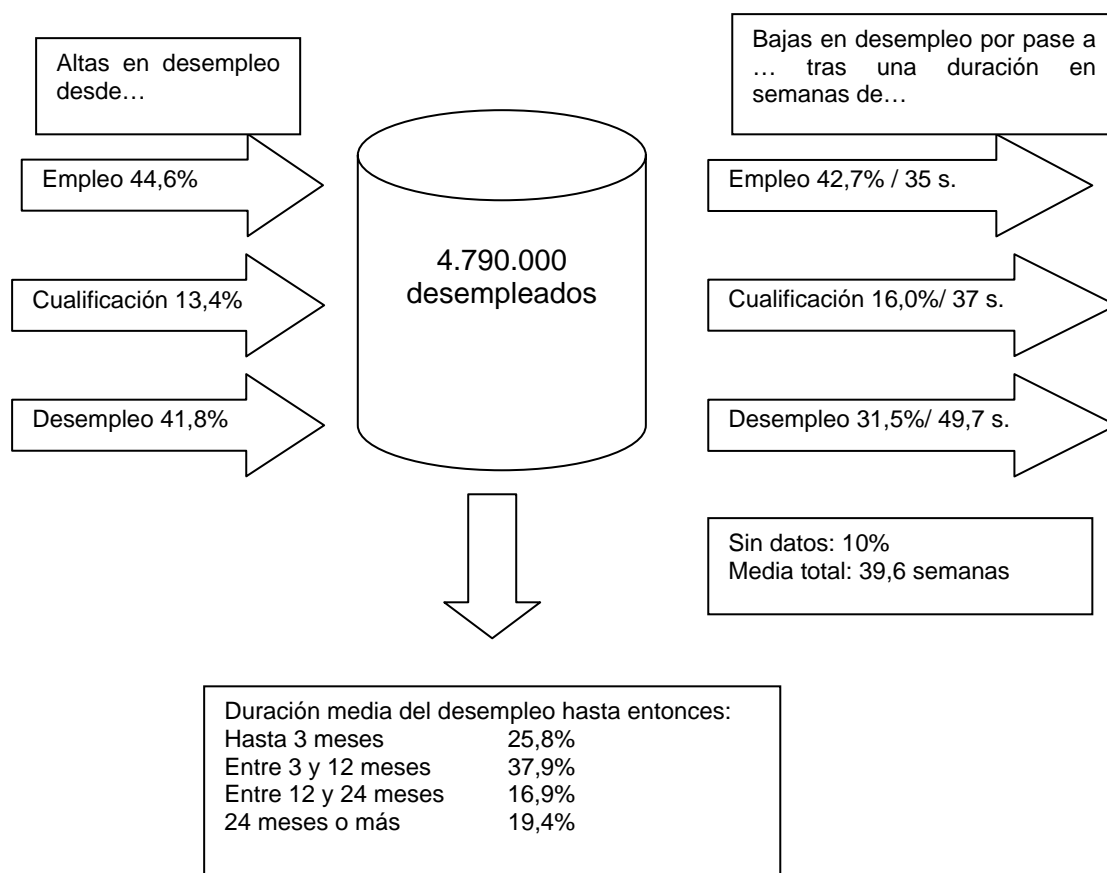 Altas en desempleo
desde…
Empleo 44,6%
Cualificación 13,4%
Desempleo 41,8%
4.790.000
desempleados
Bajas en desempleo por pase a
… tras una duración en
semanas de…
Empleo 42,7% / 35 s.
Cualificación 16,0%/ 37 s.
Desempleo 31,5%/ 49,7 s.
Sin datos: 10%
Media total: 39,6 semanas
Duración media del desempleo hasta entonces:
Hasta 3 meses 25,8%
Entre 3 y 12 meses 37,9%
Entre 12 y 24 meses 16,9%
24 meses o más 19,4%